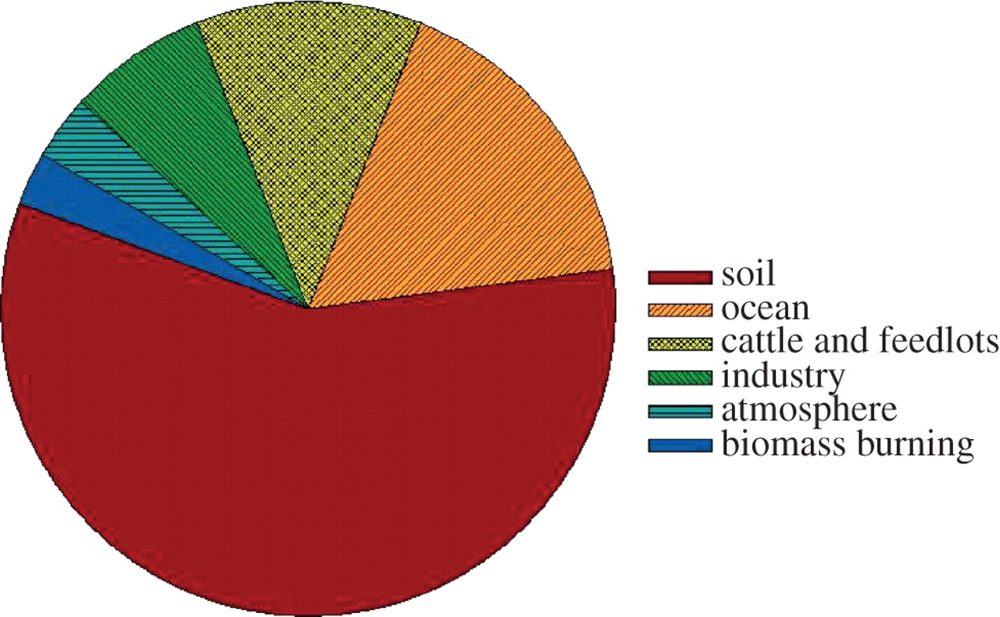 soil
ocean
cattle and feedlots
industry
atmosphere
biomass burning